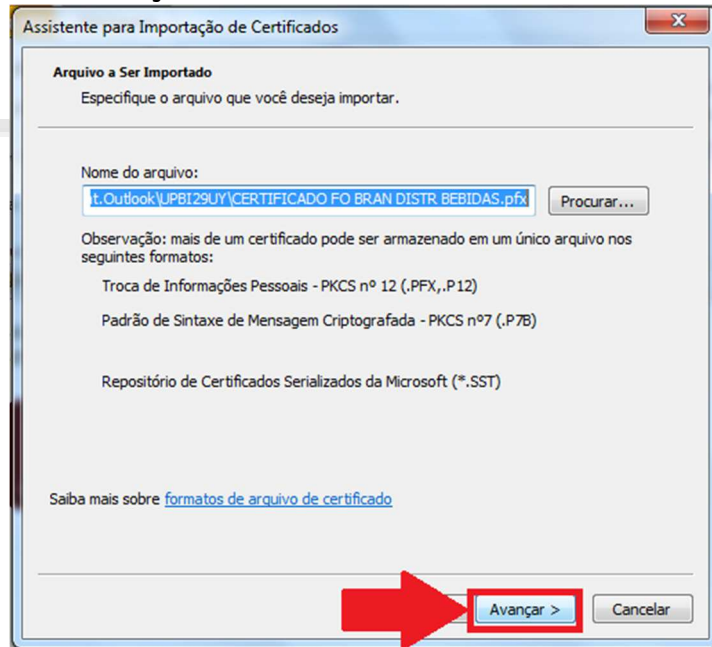 Assistente para Importação de Certificados
Arquivo a Ser Importado
Especifique o arquivo que você deseja importar.
Nome do arquivo:
t.Outlook\UPBI29UY\CERTIFICADO FO BRAN DISTR BEBIDAS.pfx
Procurar...
Observação: mais de um certificado pode ser armazenado em um único arquivo nos
seguintes formatos:
Troca de Informações Pessoais - PKCS nº 12 (.PFX,.P12)
Padrão de Sintaxe de Mensagem Criptografada - PKCS nº7 (.P7B)
Repositório de Certificados Serializados da Microsoft (*.SST)
Saiba mais sobre formatos de arquivo de certificado
Avançar >
Cancelar